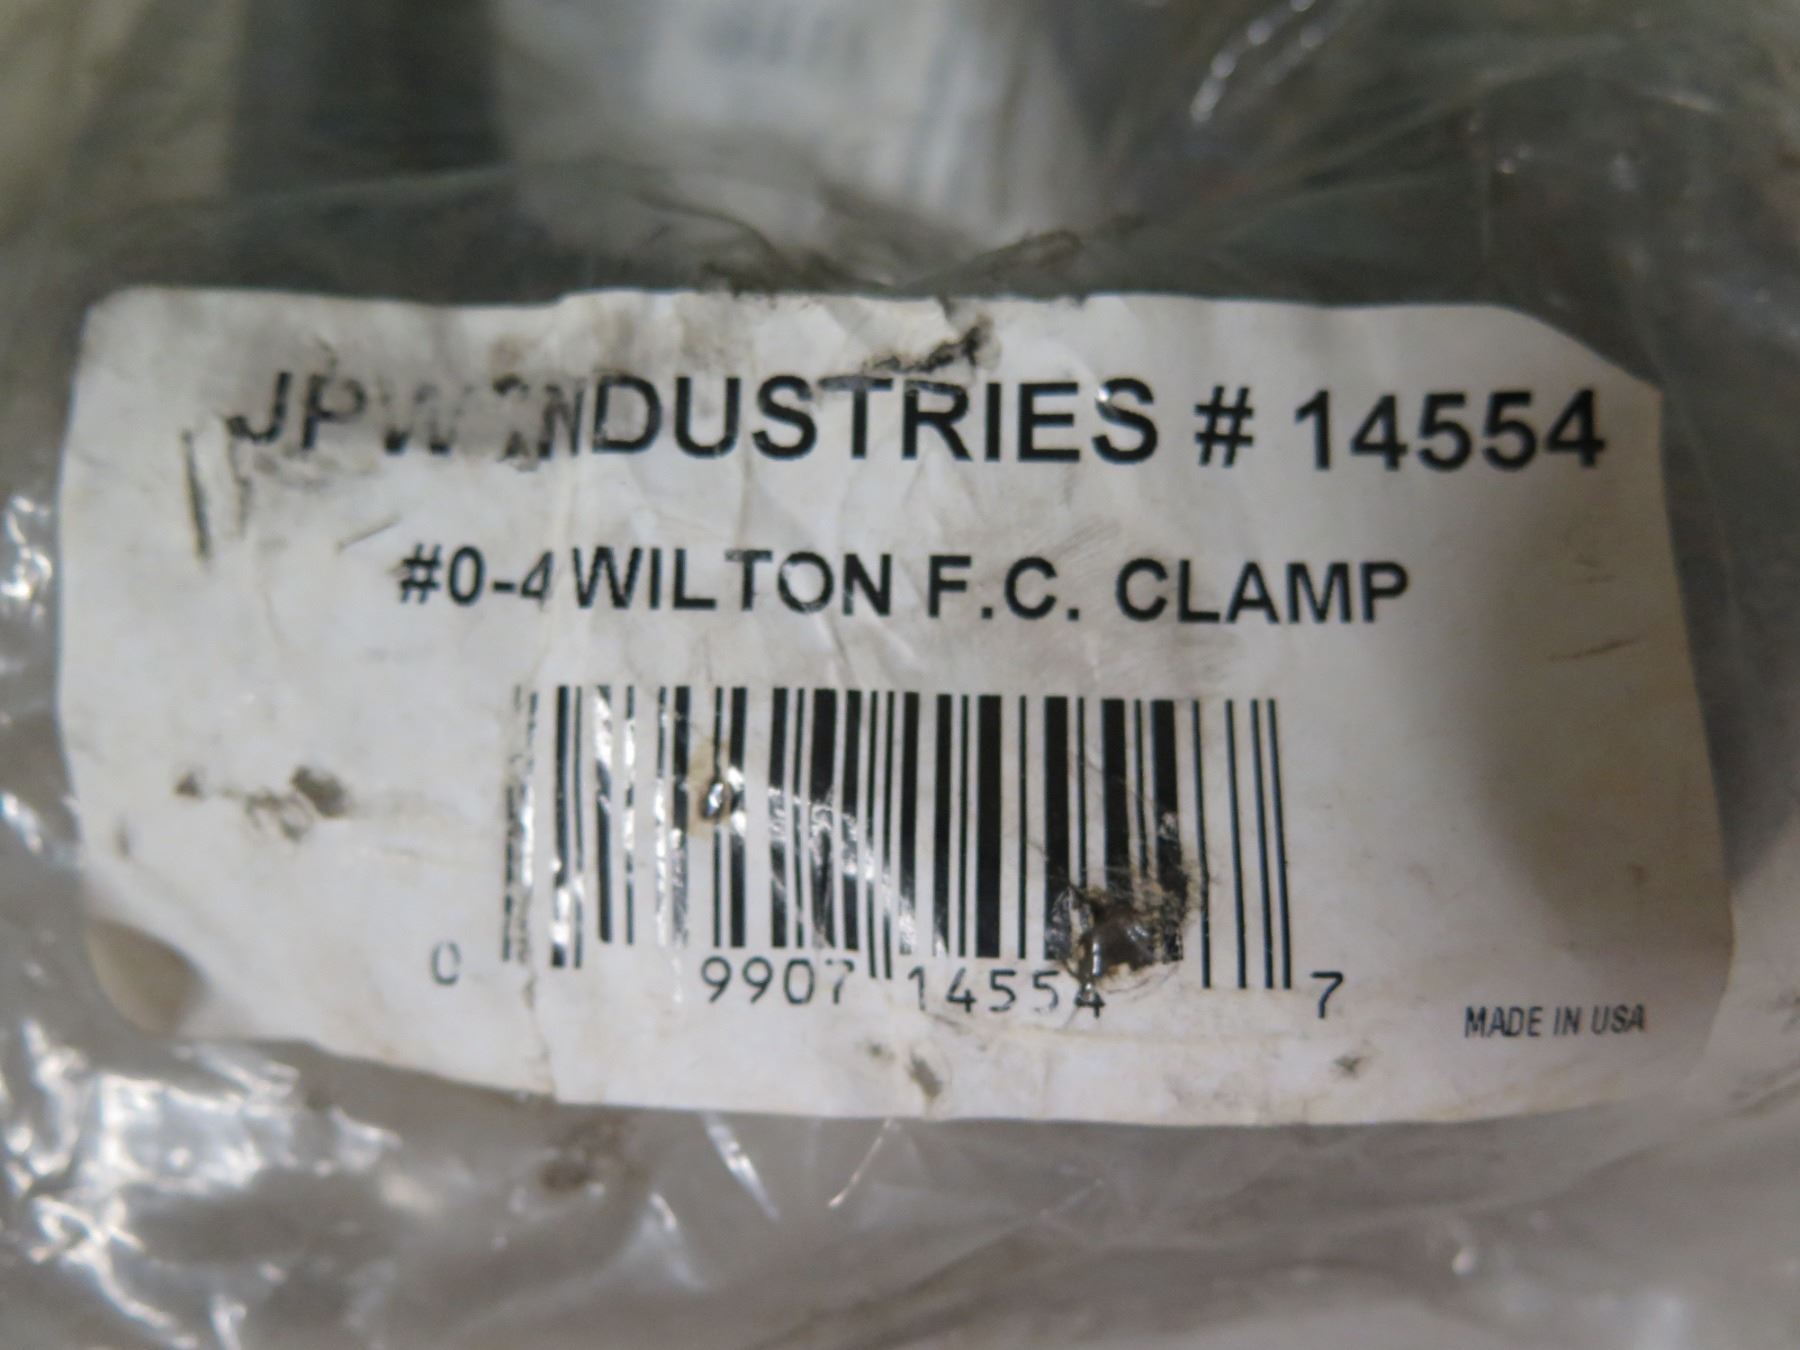 JPW INDUSTRIES # 14554
#0-4 WILTON F.C. CLAMP
0 9907 14554 7
MADE IN USA